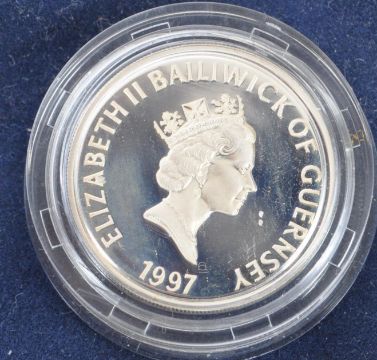 ELIZABETH II BAILIWICK OF GUERNSEY
1997